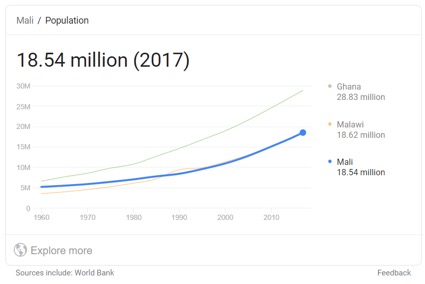 Mali / Population
18.54 million (2017)
30M
25M
20M
15M
10M
5M
0
1960 1970 1980 1990 2000 2010
Ghana
28.83 million
Malawi
18.62 million
Mali
18.54 million
Explore more
Sources include: World Bank Feedback